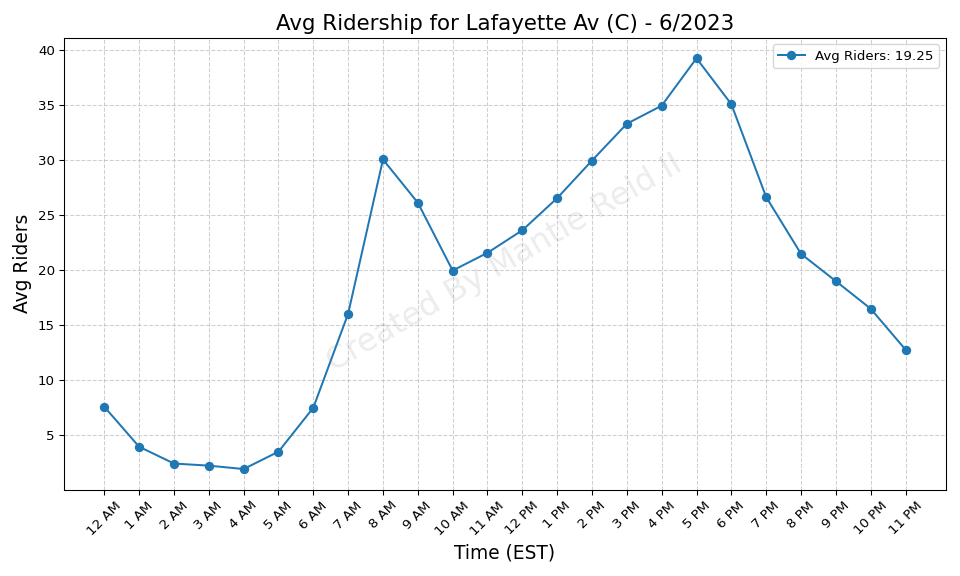 Avg Ridership for Lafayette Av (C) - 6/2023
Avg Riders: 19.25
Avg Riders
40
35
30
25
20
15
10
5
Created By Mantie Reid II
12 AM
1 AM
2 AM
3 AM
4 AM
5 AM
6 AM
7 AM
8 AM
9 AM
10 AM
11 AM
12 PM
1 PM
2 PM
3 PM
4 PM
5 PM
6 PM
7 PM
8 PM
9 PM
10 PM
11 PM
Time (EST)